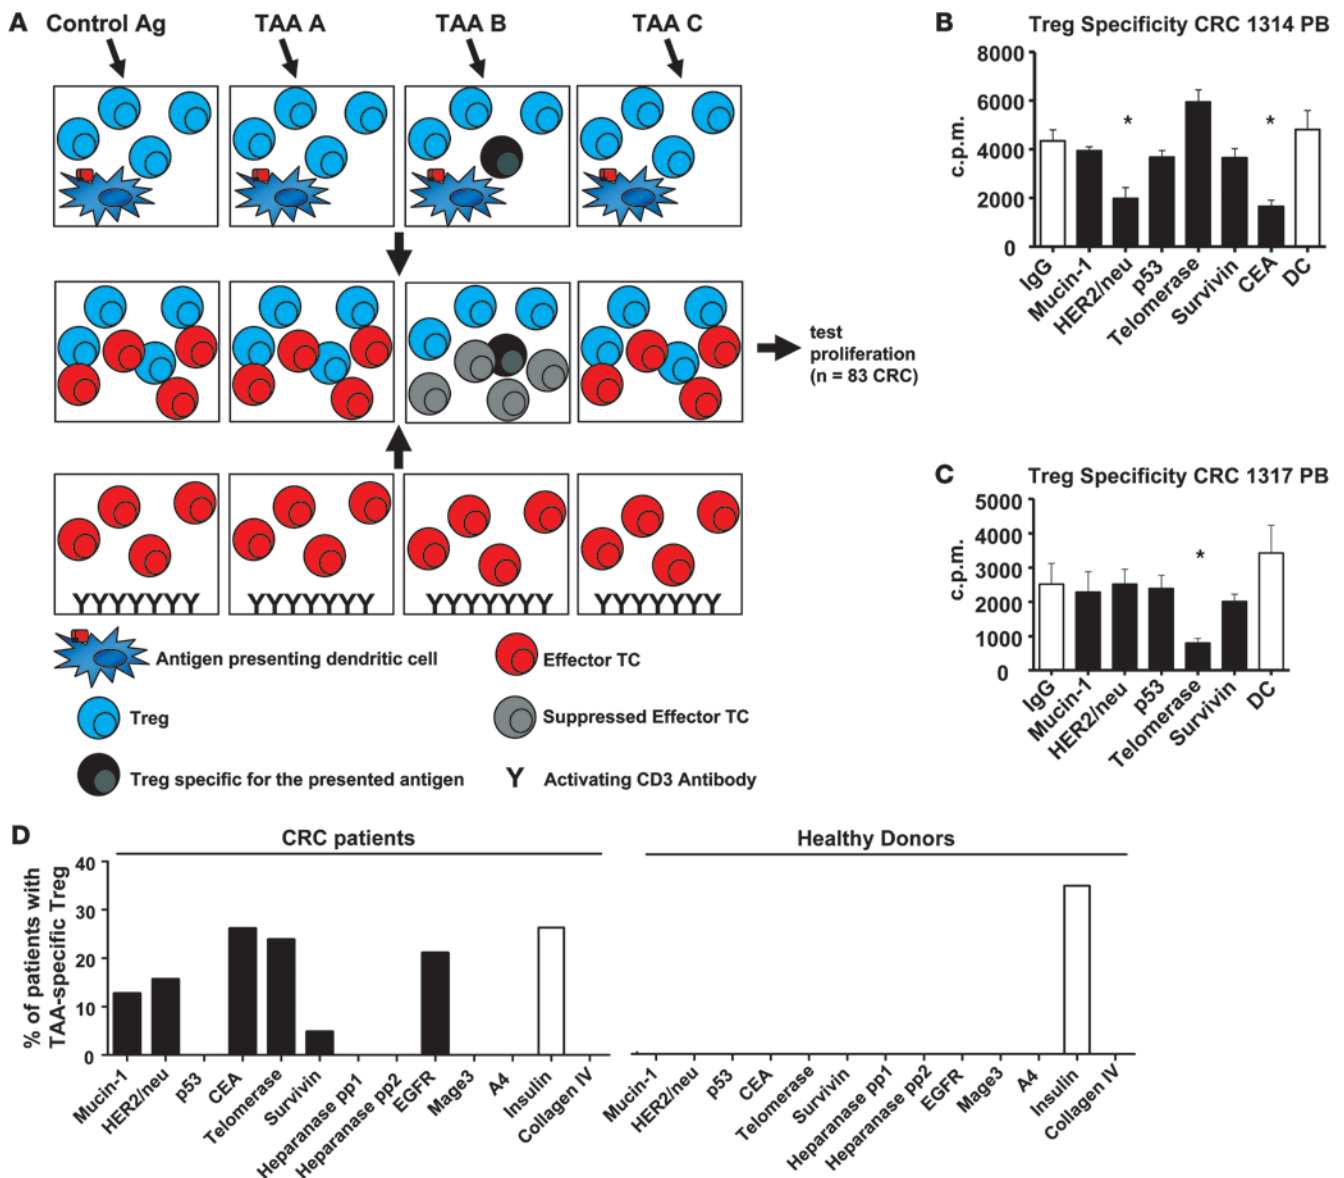 A
Control Ag
TAA A
TAA B
TAA C
test
proliferation
(n = 83 CRC)
YYYYYYY
YYYYYYY
YYYYYYY
YYYYYYY
Antigen presenting dendritic cell
Effector TC
Treg
Suppressed Effector TC
Treg specific for the presented antigen
Y Activating CD3 Antibody
B
Treg Specificity CRC 1314 PB
c.p.m.
8000
6000
4000
2000
0
*
*
IgG
Mucin-1
HER2/neu
p53
Telomerase
Survivin
CEA
DC
C
Treg Specificity CRC 1317 PB
c.p.m.
5000
4000
3000
2000
1000
0
*
IgG
Mucin-1
HER2/neu
p53
Telomerase
Survivin
DC
D
CRC patients
Healthy Donors
% of patients with
TAA-specific Treg
40
30
20
10
0
Mucin-1
HER2/neu
p53
CEA
Telomerase
Survivin
Heparanase pp1
Heparanase pp2
EGFR
Mage3
A4
Insulin
Collagen IV
Mucin-1
HER2/neu
p53
CEA
Telomerase
Survivin
Heparanase pp1
Heparanase pp2
EGFR
Mage3
A4
Insulin
Collagen IV